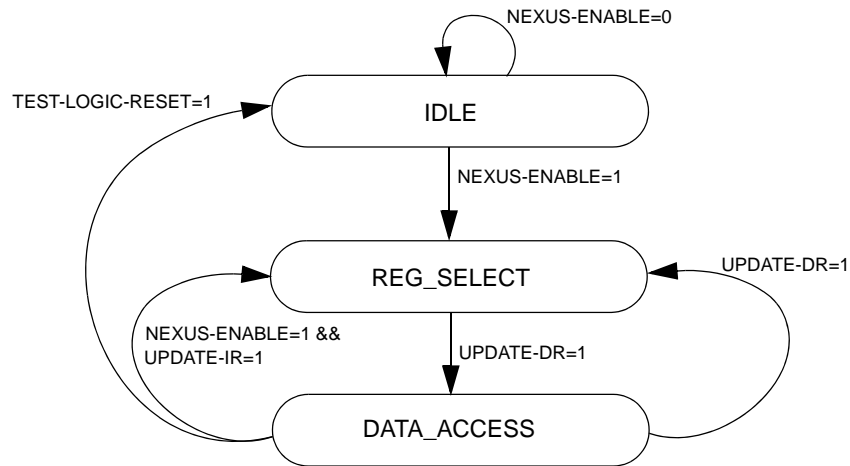 NEXUS-ENABLE=0
TEST-LOGIC-RESET=1
IDLE
NEXUS-ENABLE=1
REG_SELECT
UPDATE-DR=1
NEXUS-ENABLE=1 &&
UPDATE-IR=1
UPDATE-DR=1
DATA_ACCESS